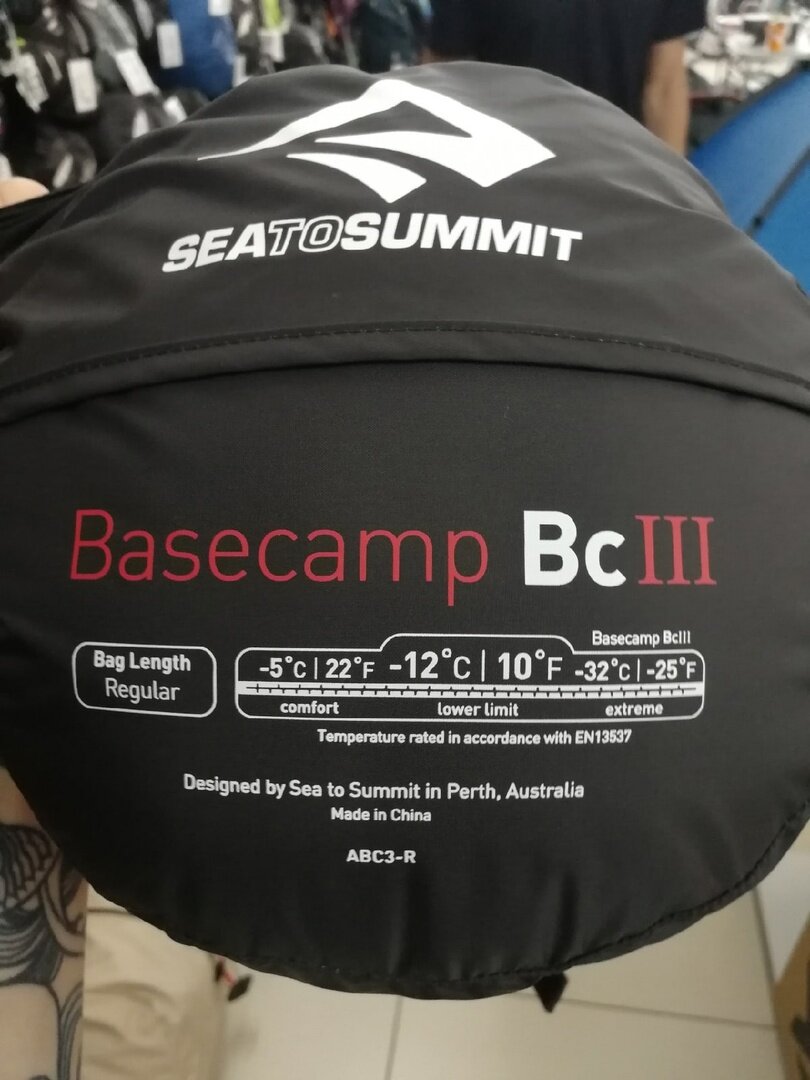 SEATOSUMMIT
Basecamp BcIII
Basecamp BcIII
Bag Length
Regular
-5°C | 22°F -12°C | 10°F -32°C | -25°F
comfort lower limit extreme
Temperature rated in accordance with EN13537
Designed by Sea to Summit in Perth, Australia
Made in China
ABC3-R